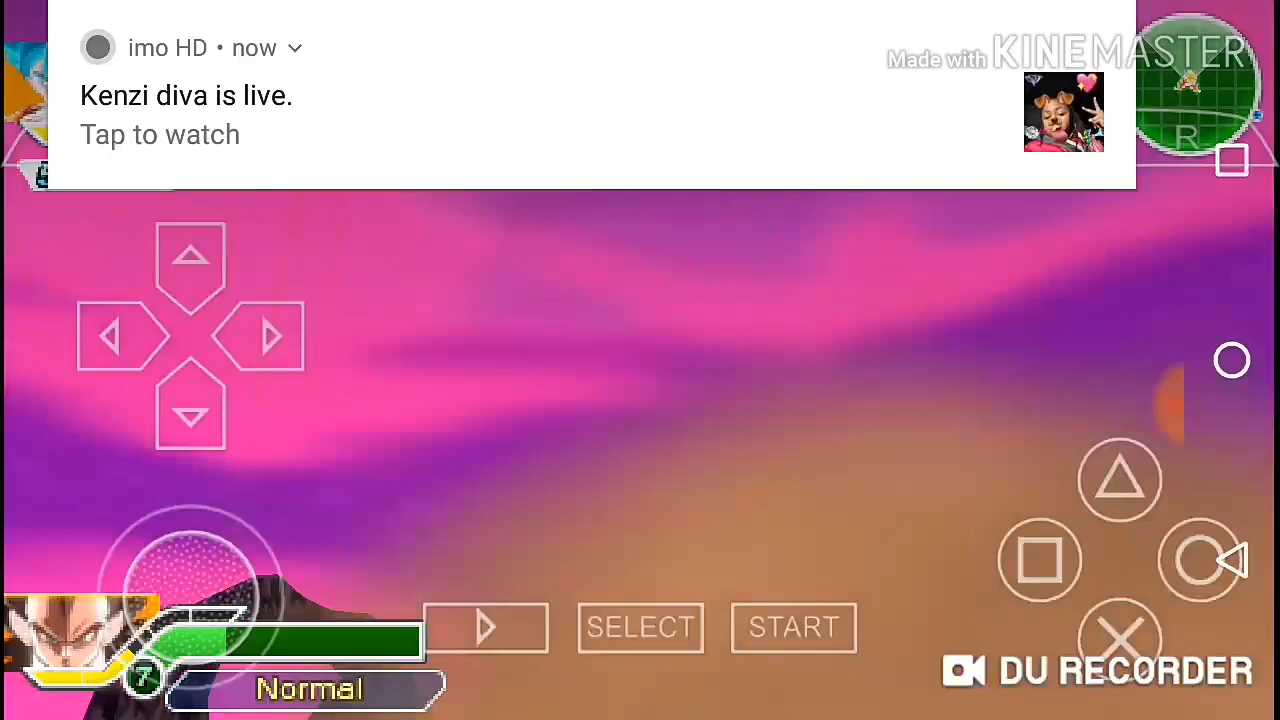 imo HD • now
Made with KINEMASTER
Kenzi diva is live.
Tap to watch
R
SELECT
START
7
Normal
DU RECORDER